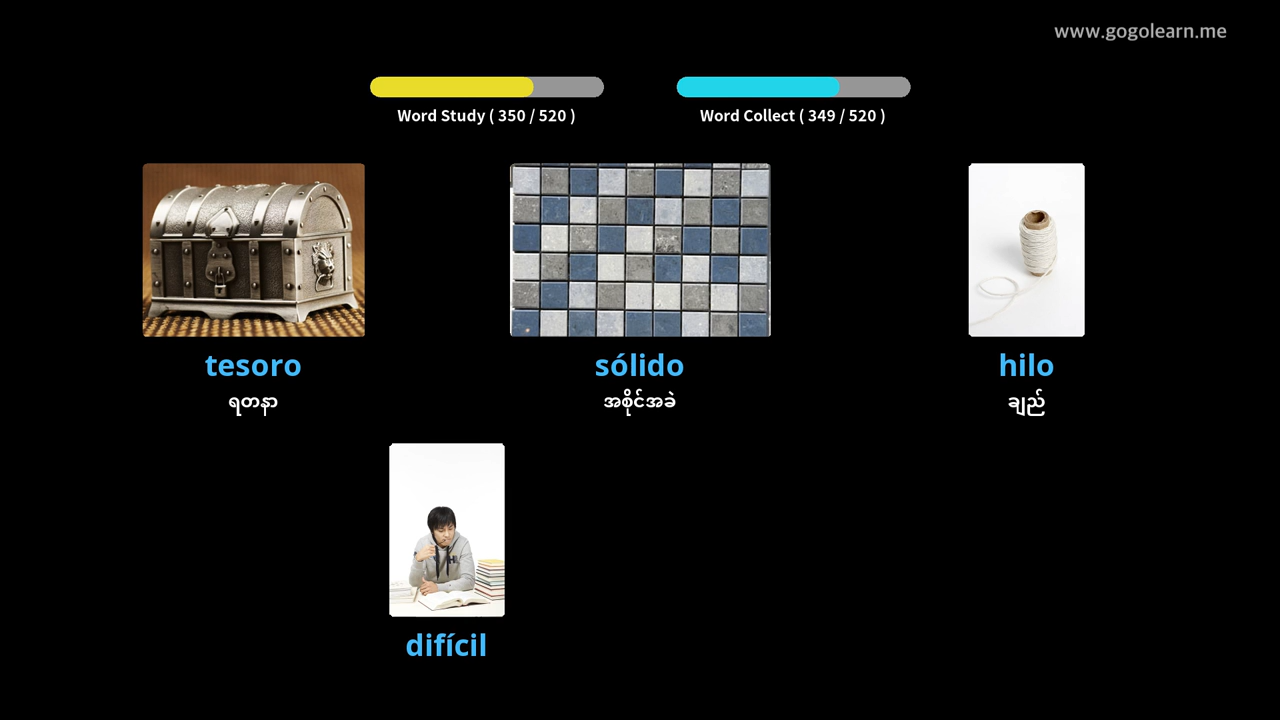 www.gogolearn.me
Word Study ( 350 / 520 )
Word Collect ( 349 / 520 )
tesoro
ရတနာ
sólido
အစိုင်အခဲ
hilo
ချည်
difícil